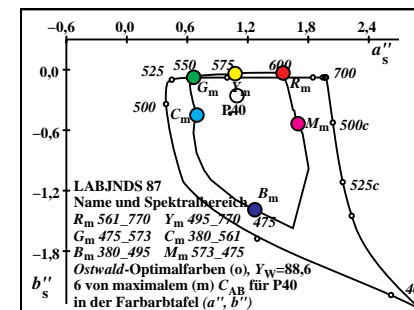 −0,6 0,0 0,6 1,2 1,8 2,4
a''s
0,0
−0,6
−1,2
−1,8
b''s
525 550 575 600 700
500
Gm Ym Rm
P40
Cm
Mm
500c
525c
Bm
475
LABJNDS 87
Name und Spektralbereich
Rm 561_770 Ym 495_770
Gm 475_573 Cm 380_561
Bm 380_495 Mm 573_475
Ostwald-Optimalfarben (o), YW=88,6
6 von maximalem (m) CAB für P40
in der Farbarbtafel (a'', b'')